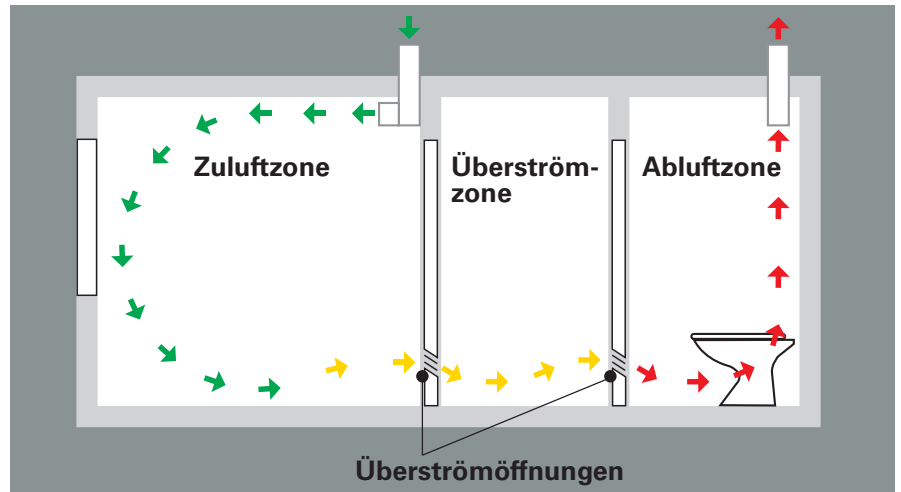 Zuluftzone
Überström-
zone
Abluftzone
Überströmöffnungen